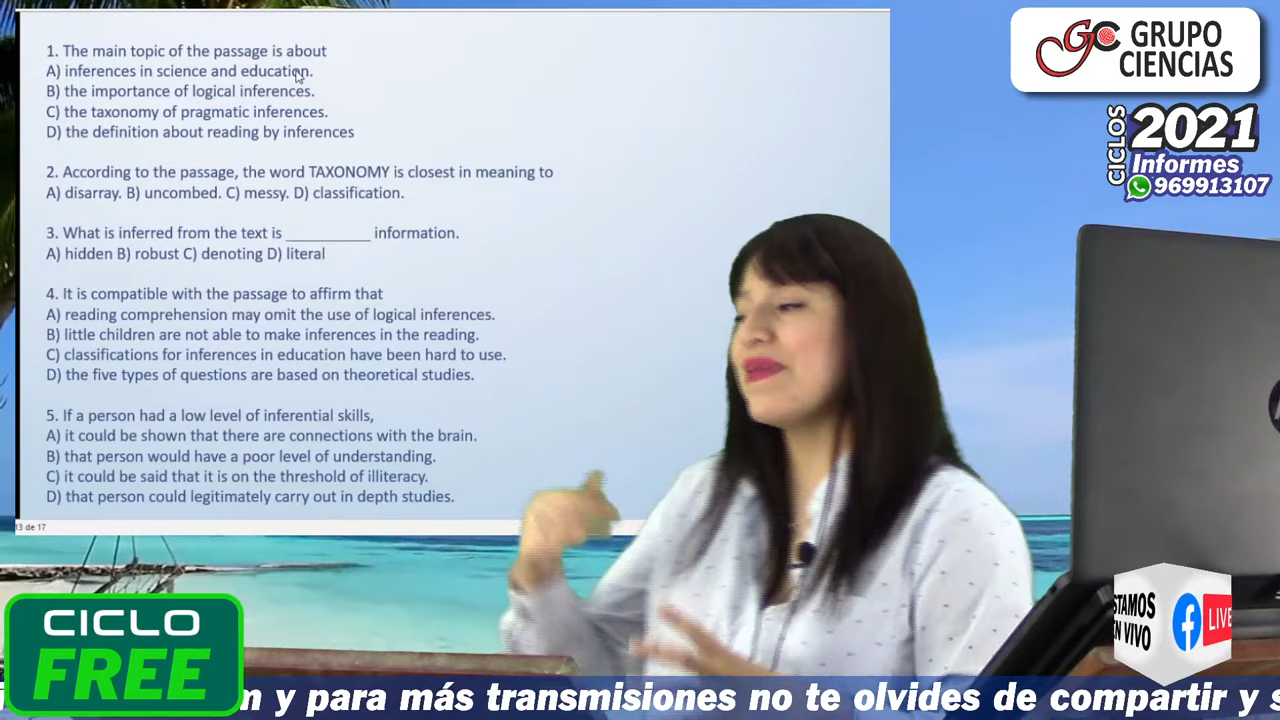 1. The main topic of the passage is about
A) inferences in science and education.
B) the importance of logical inferences.
C) the taxonomy of pragmatic inferences.
D) the definition about reading by inferences
2. According to the passage, the word TAXONOMY is closest in meaning to
A) disarray. B) uncombed. C) messy. D) classification.
3. What is inferred from the text is __________ information.
A) hidden B) robust C) denoting D) literal
4. It is compatible with the passage to affirm that
A) reading comprehension may omit the use of logical inferences.
B) little children are not able to make inferences in the reading.
C) classifications for inferences in education have been hard to use.
D) the five types of questions are based on theoretical studies.
5. If a person had a low level of inferential skills,
A) it could be shown that there are connections with the brain.
B) that person would have a poor level of understanding.
C) it could be said that it is on the threshold of illiteracy.
D) that person could legitimately carry out in depth studies.
13 de 17
GC GRUPO
CIENCIAS
CICLOS
2021
Informes
969913107
STAMOS
EN VIVO
LIVE
CICLO
FREE
m y para más transmisiones no te olvides de compartir y s